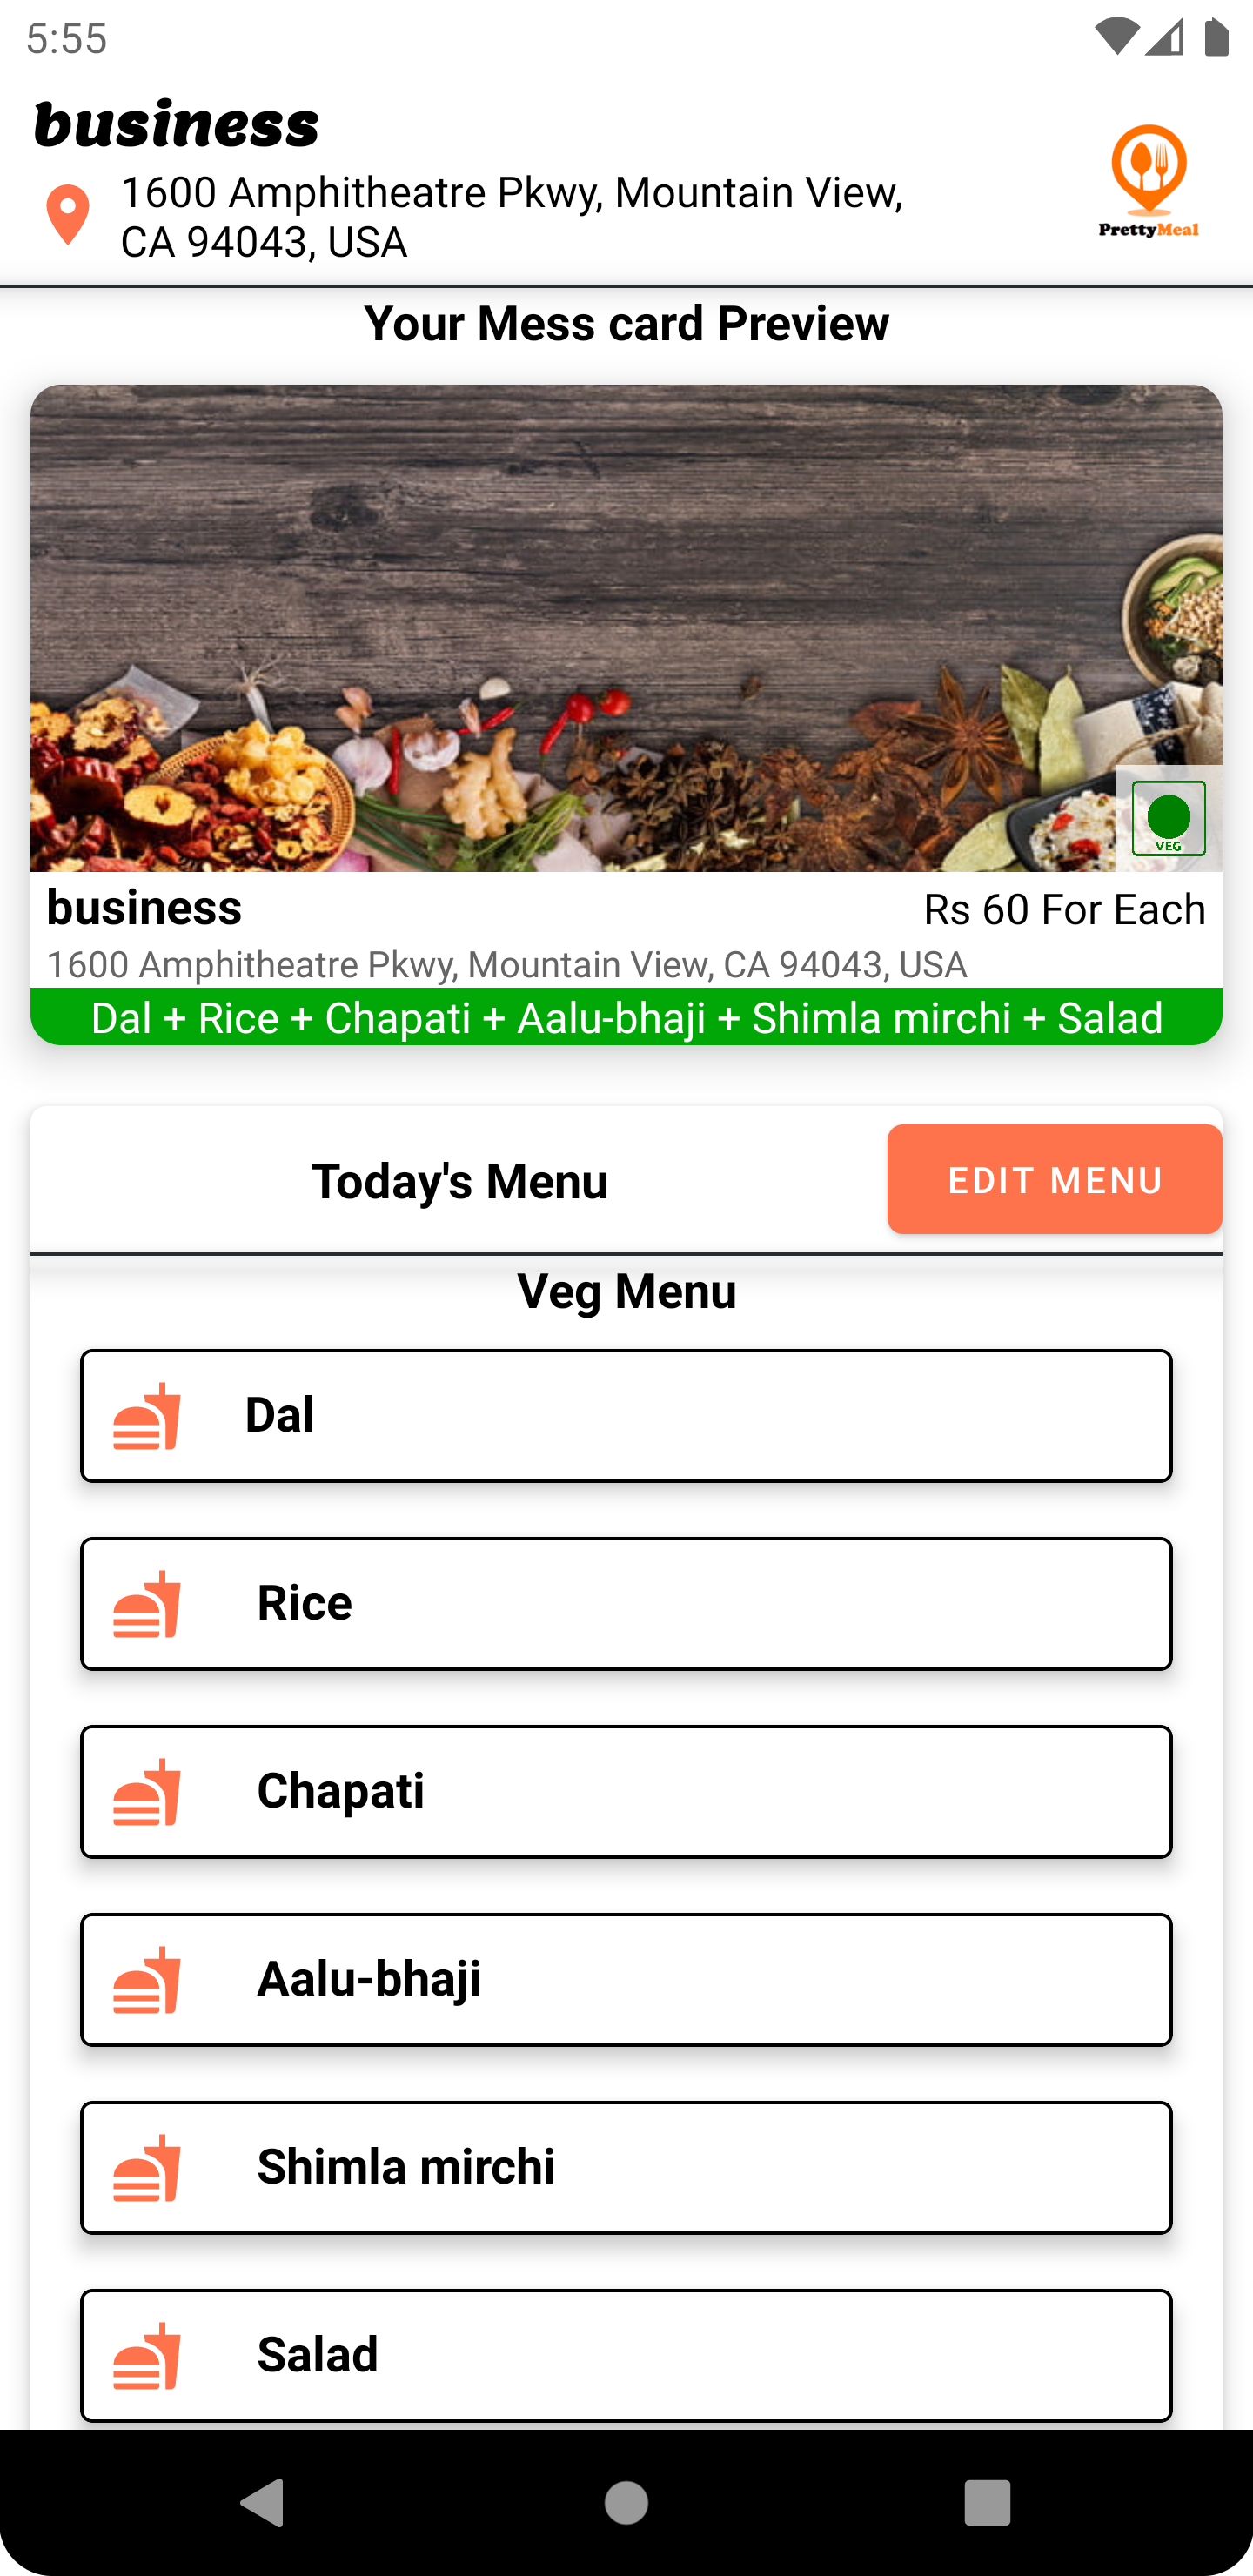 5:55
business
1600 Amphitheatre Pkwy, Mountain View,
CA 94043, USA
PrettyMeal
Your Mess card Preview
VEG
business
Rs 60 For Each
1600 Amphitheatre Pkwy, Mountain View, CA 94043, USA
Dal + Rice + Chapati + Aalu-bhaji + Shimla mirchi + Salad
Today's Menu
EDIT MENU
Veg Menu
Dal
Rice
Chapati
Aalu-bhaji
Shimla mirchi
Salad